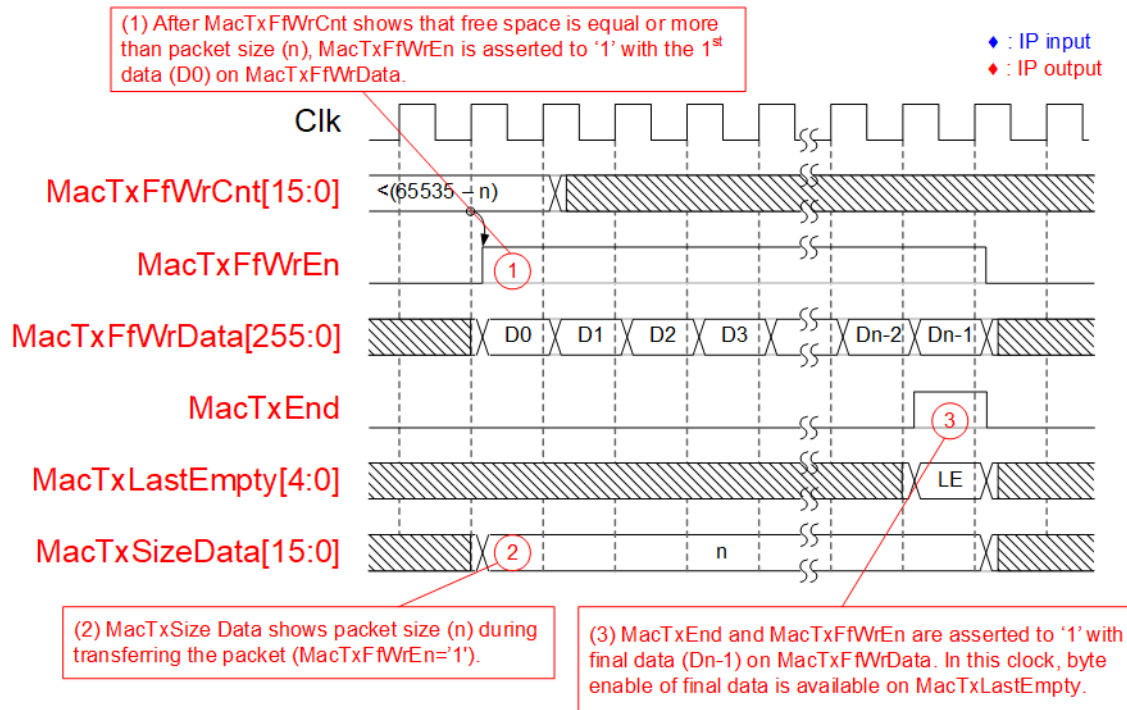 (1) After MacTxFfWrCnt shows that free space is equal or more
than packet size (n), MacTxFfWrEn is asserted to ‘1’ with the 1st
data (D0) on MacTxFfWrData.
♦ : IP input
♦ : IP output
Clk
MacTxFfWrCnt[15:0]
<(65535 – n)
MacTxFfWrEn
1
MacTxFfWrData[255:0]
D0 D1 D2 D3 Dn-2 Dn-1
MacTxEnd
3
MacTxLastEmpty[4:0]
LE
MacTxSizeData[15:0]
2
n
(2) MacTxSize Data shows packet size (n) during
transferring the packet (MacTxFfWrEn=’1’).
(3) MacTxEnd and MacTxFfWrEn are asserted to ‘1’ with
final data (Dn-1) on MacTxFfWrData. In this clock, byte
enable of final data is available on MacTxLastEmpty.